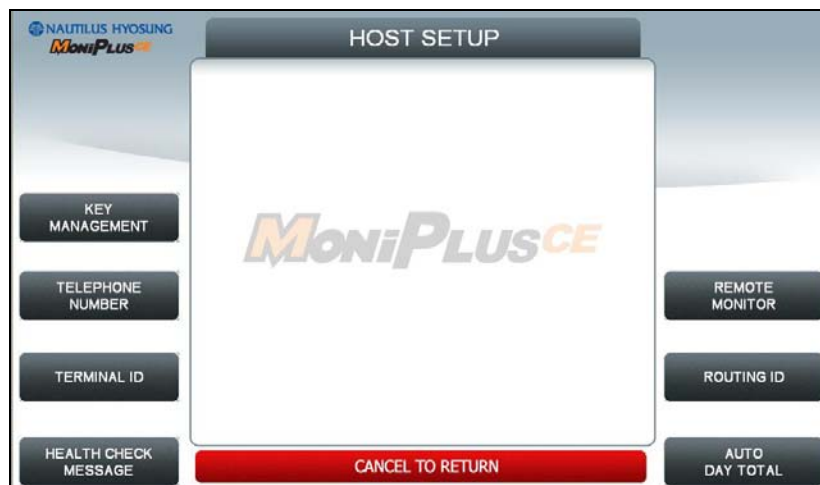 NAUTILUS HYOSUNG
MoniPlusCE
HOST SETUP
MoniPlusCE
KEY
MANAGEMENT
TELEPHONE
NUMBER
TERMINAL ID
HEALTH CHECK
MESSAGE
REMOTE
MONITOR
ROUTING ID
AUTO
DAY TOTAL
CANCEL TO RETURN